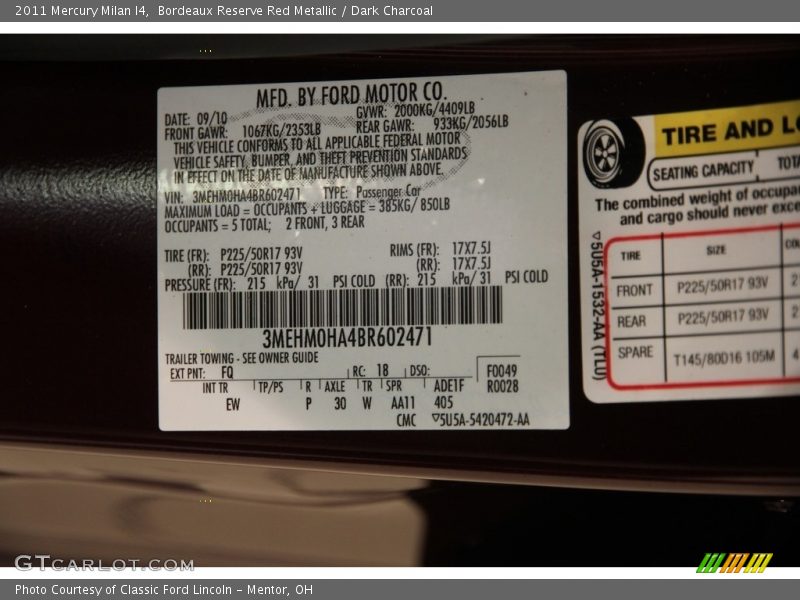 2011 Mercury Milan I4,  Bordeaux Reserve Red Metallic / Dark Charcoal
MFD. BY FORD MOTOR CO.
DATE: 09/10 GVWR: 2000KG/4409LB
FRONT GAWR: 1067KG/2353LB REAR GAWR: 933KG/2056LB
THIS VEHICLE CONFORMS TO ALL APPLICABLE FEDERAL MOTOR
VEHICLE SAFETY, BUMPER, AND THEFT PREVENTION STANDARDS
IN EFFECT ON THE DATE OF MANUFACTURE SHOWN ABOVE.
VIN: 3MEHM0HA4BR602471 TYPE: Passenger Car
MAXIMUM LOAD = OCCUPANTS + LUGGAGE = 385KG/ 850LB
OCCUPANTS = 5 TOTAL; 2 FRONT, 3 REAR
TIRE (FR): P225/50R17 93V RIMS (FR): 17X7.5J
(RR): P225/50R17 93V (RR): 17X7.5J
PRESSURE (FR): 215 kPa/ 31 PSI COLD (RR): 215 kPa/ 31 PSI COLD
3MEHM0HA4BR602471
TRAILER TOWING - SEE OWNER GUIDE
EXT PNT: FQ RC: 18 DSO: F0049
INT TR TP/PS R AXLE TR SPR ADE1F R0028
EW P 30 W AA11 405
CMC ▽5U5A-5420472-AA
TIRE AND LO
SEATING CAPACITY TOTA
The combined weight of occupa
and cargo should never exce
▽5U5A-1532-AA (TLU)
TIRE SIZE COL
FRONT P225/50R17 93V 2
REAR P225/50R17 93V 2
SPARE T145/80D16 105M 4
GTCARLOT.COM
Photo Courtesy of Classic Ford Lincoln – Mentor, OH